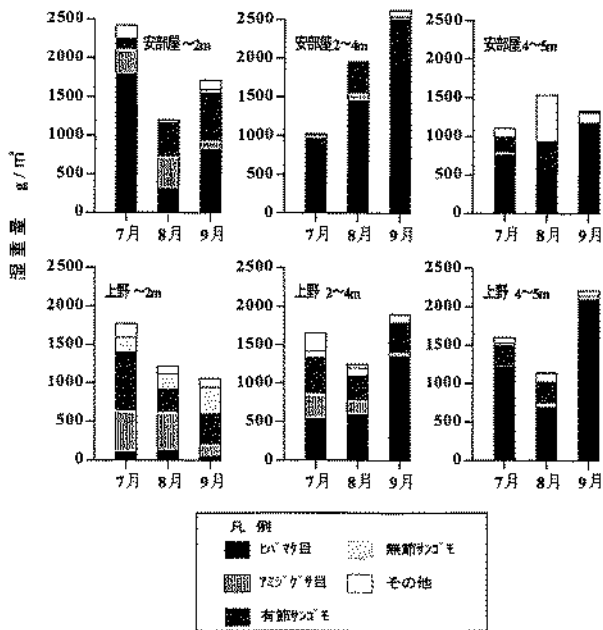 湿重量 g/㎡
安部屋 ～2m
2500
2000
1500
1000
500
0
7月 8月 9月
安部屋2～4m
2500
2000
1500
1000
500
0
7月 8月 9月
安部屋4～5m
2500
2000
1500
1000
500
0
7月 8月 9月
上野 ～2m
2500
2000
1500
1000
500
0
7月 8月 9月
上野 2～4m
2500
2000
1500
1000
500
0
7月 8月 9月
上野 4～5m
2500
2000
1500
1000
500
0
7月 8月 9月
凡 例
ﾋﾊﾞﾏﾀ目
無節ｻﾝｺﾞﾓ
ｱﾐｼﾞｸﾞｻ目
その他
有節ｻﾝｺﾞﾓ